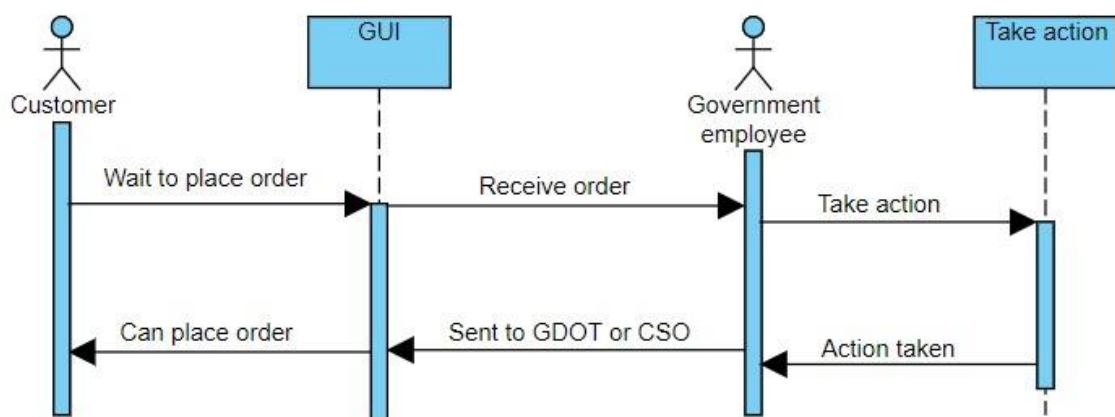 GUI
Take action
Customer
Government
employee
Wait to place order
Receive order
Take action
Can place order
Sent to GDOT or CSO
Action taken